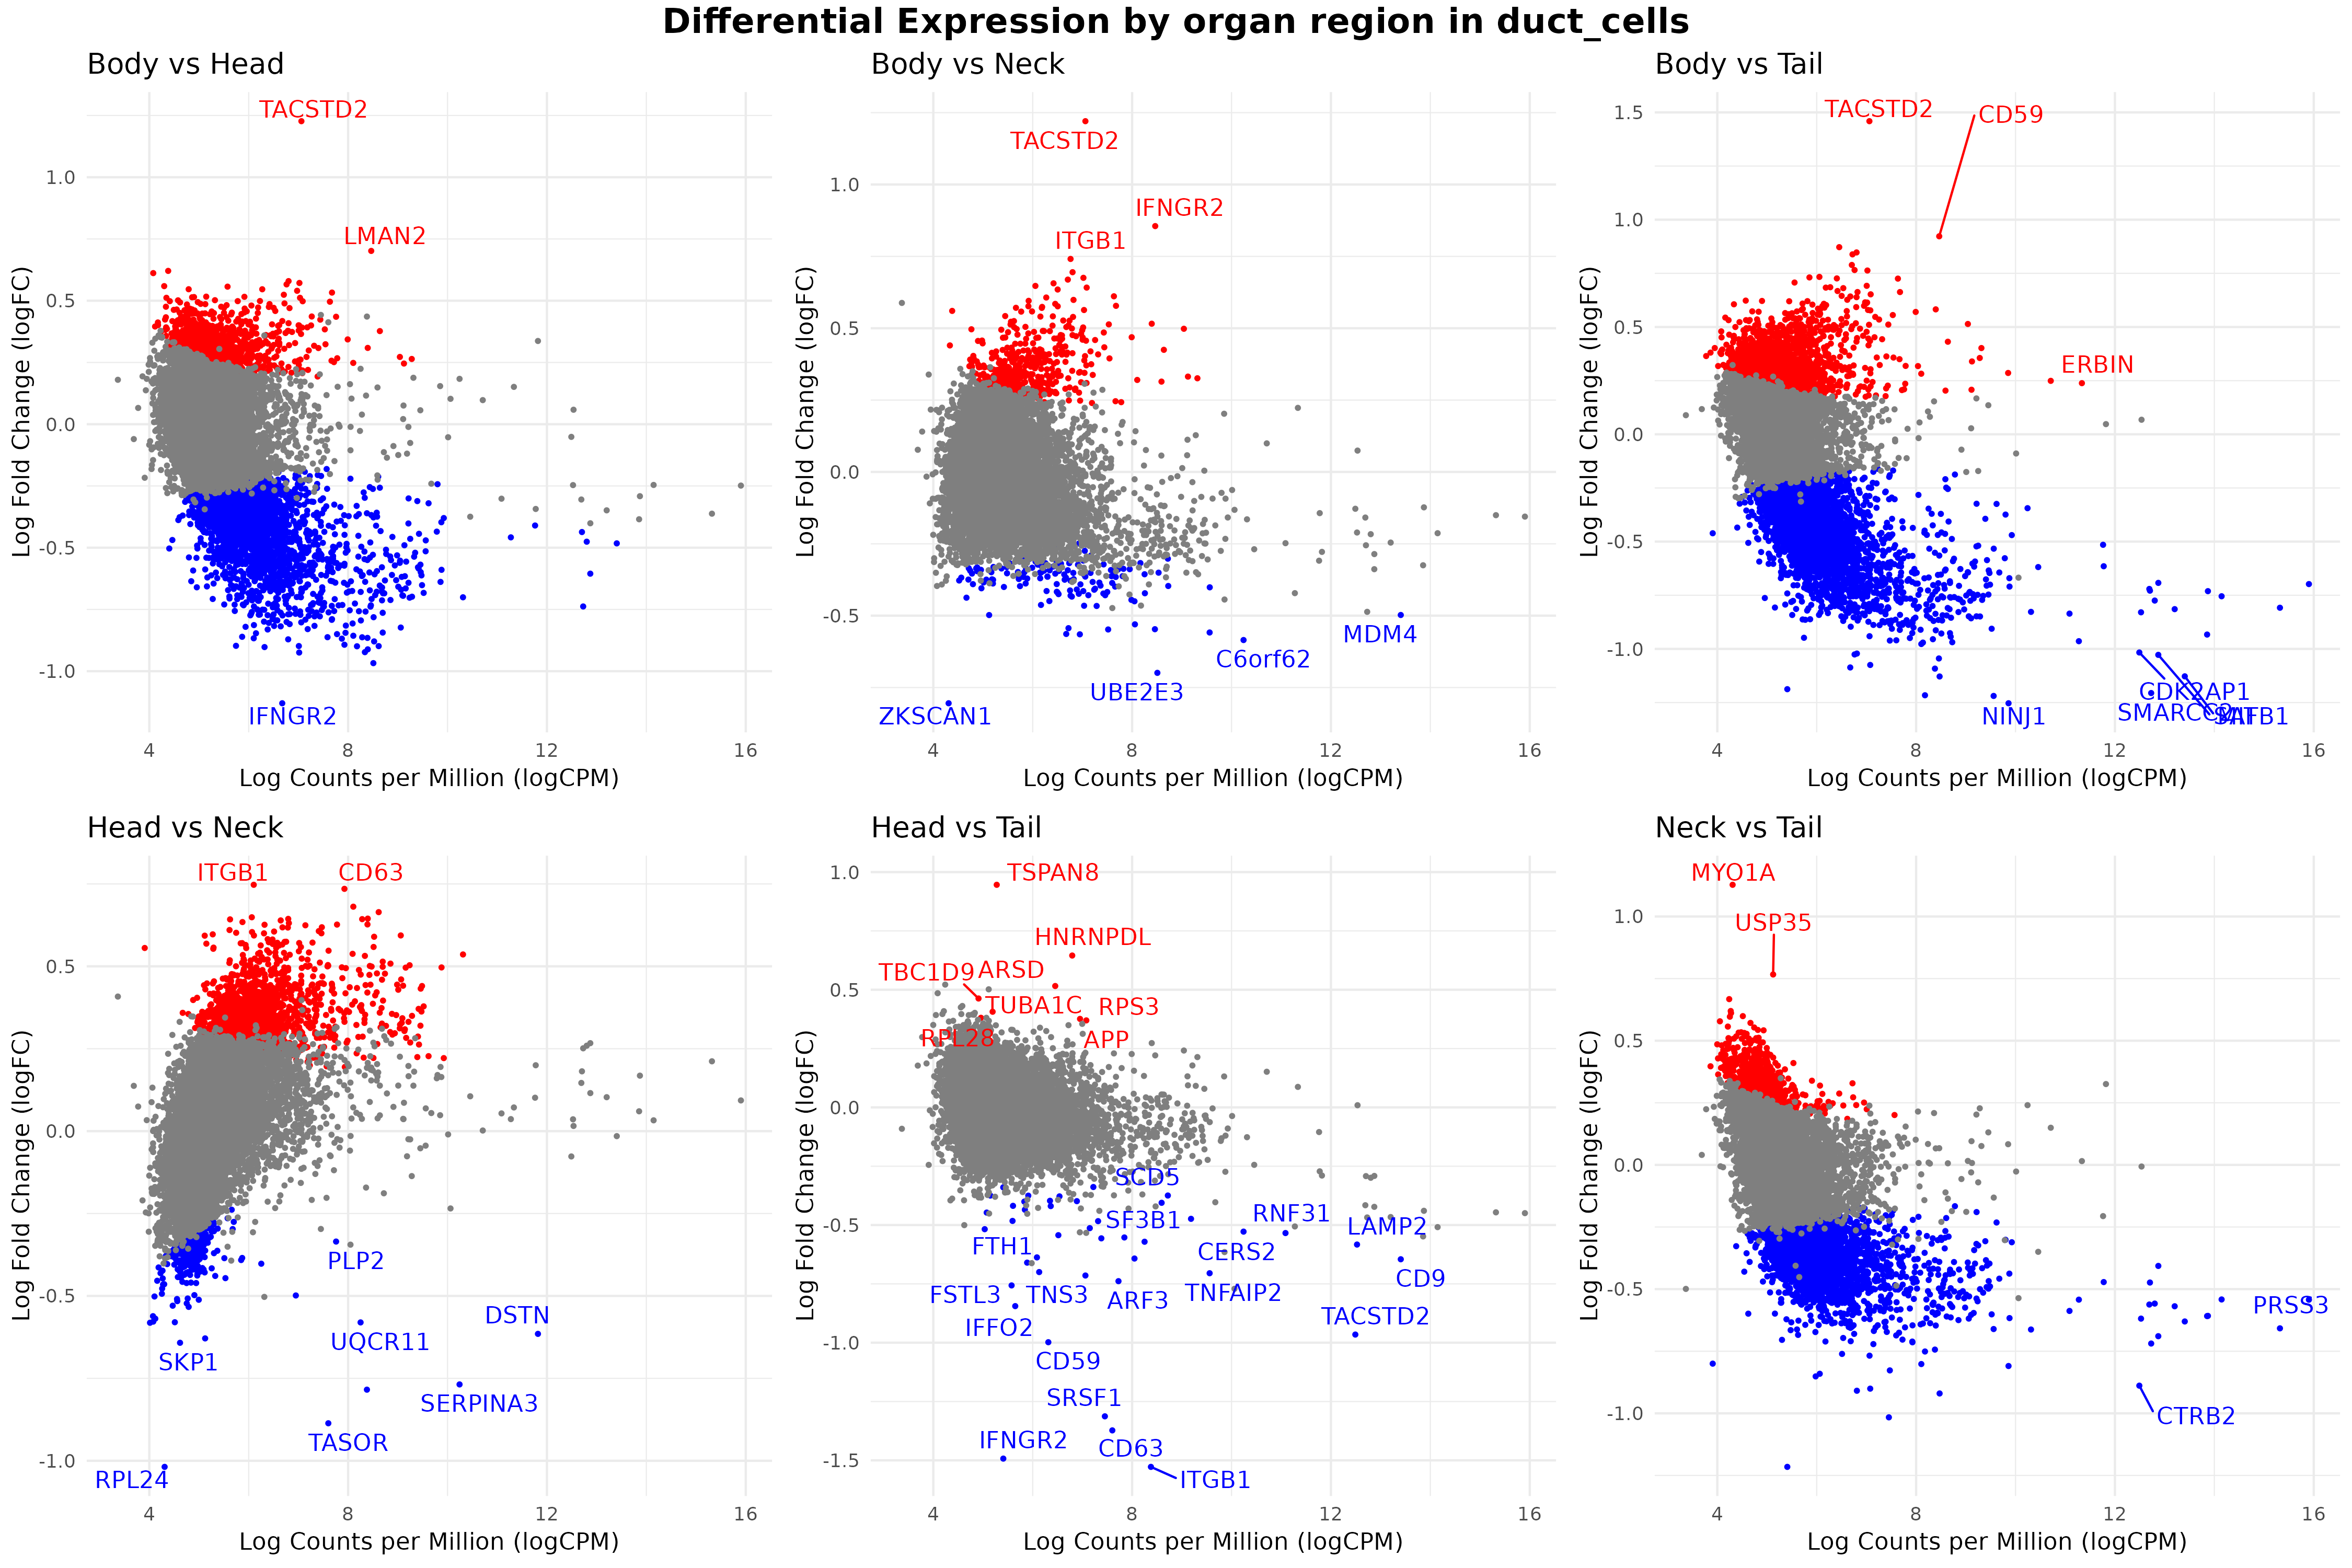 Differential Expression by organ region in duct_cells
Body vs Head
TACSTD2
LMAN2
IFNGR2
1.0
0.5
0.0
-0.5
-1.0
4
8
12
16
Log Fold Change (logFC)
Log Counts per Million (logCPM)
Body vs Neck
TACSTD2
IFNGR2
ITGB1
MDM4
C6orf62
UBE2E3
ZKSCAN1
1.0
0.5
0.0
-0.5
4
8
12
16
Log Fold Change (logFC)
Log Counts per Million (logCPM)
Body vs Tail
TACSTD2
CD59
ERBIN
CDK2AP1
NINJ1
1.5
1.0
0.5
0.0
-0.5
-1.0
4
8
12
16
Log Fold Change (logFC)
Log Counts per Million (logCPM)
Head vs Neck
ITGB1
CD63
PLP2
DSTN
UQCR11
SKP1
SERPINA3
TASOR
RPL24
0.5
0.0
-0.5
-1.0
4
8
12
16
Log Fold Change (logFC)
Log Counts per Million (logCPM)
Head vs Tail
TSPAN8
HNRNPDL
TBC1D9
ARSD
TUBA1C
RPS3
RPL28
APP
SCD5
SF3B1
RNF31
LAMP2
FTH1
CERS2
CD9
FSTL3
TNS3
ARF3
TNFAIP2
TACSTD2
IFFO2
CD59
SRSF1
IFNGR2
CD63
ITGB1
1.0
0.5
0.0
-0.5
-1.0
-1.5
4
8
12
16
Log Fold Change (logFC)
Log Counts per Million (logCPM)
Neck vs Tail
MYO1A
USP35
PRSS3
CTRB2
1.0
0.5
0.0
-0.5
-1.0
4
8
12
16
Log Fold Change (logFC)
Log Counts per Million (logCPM)